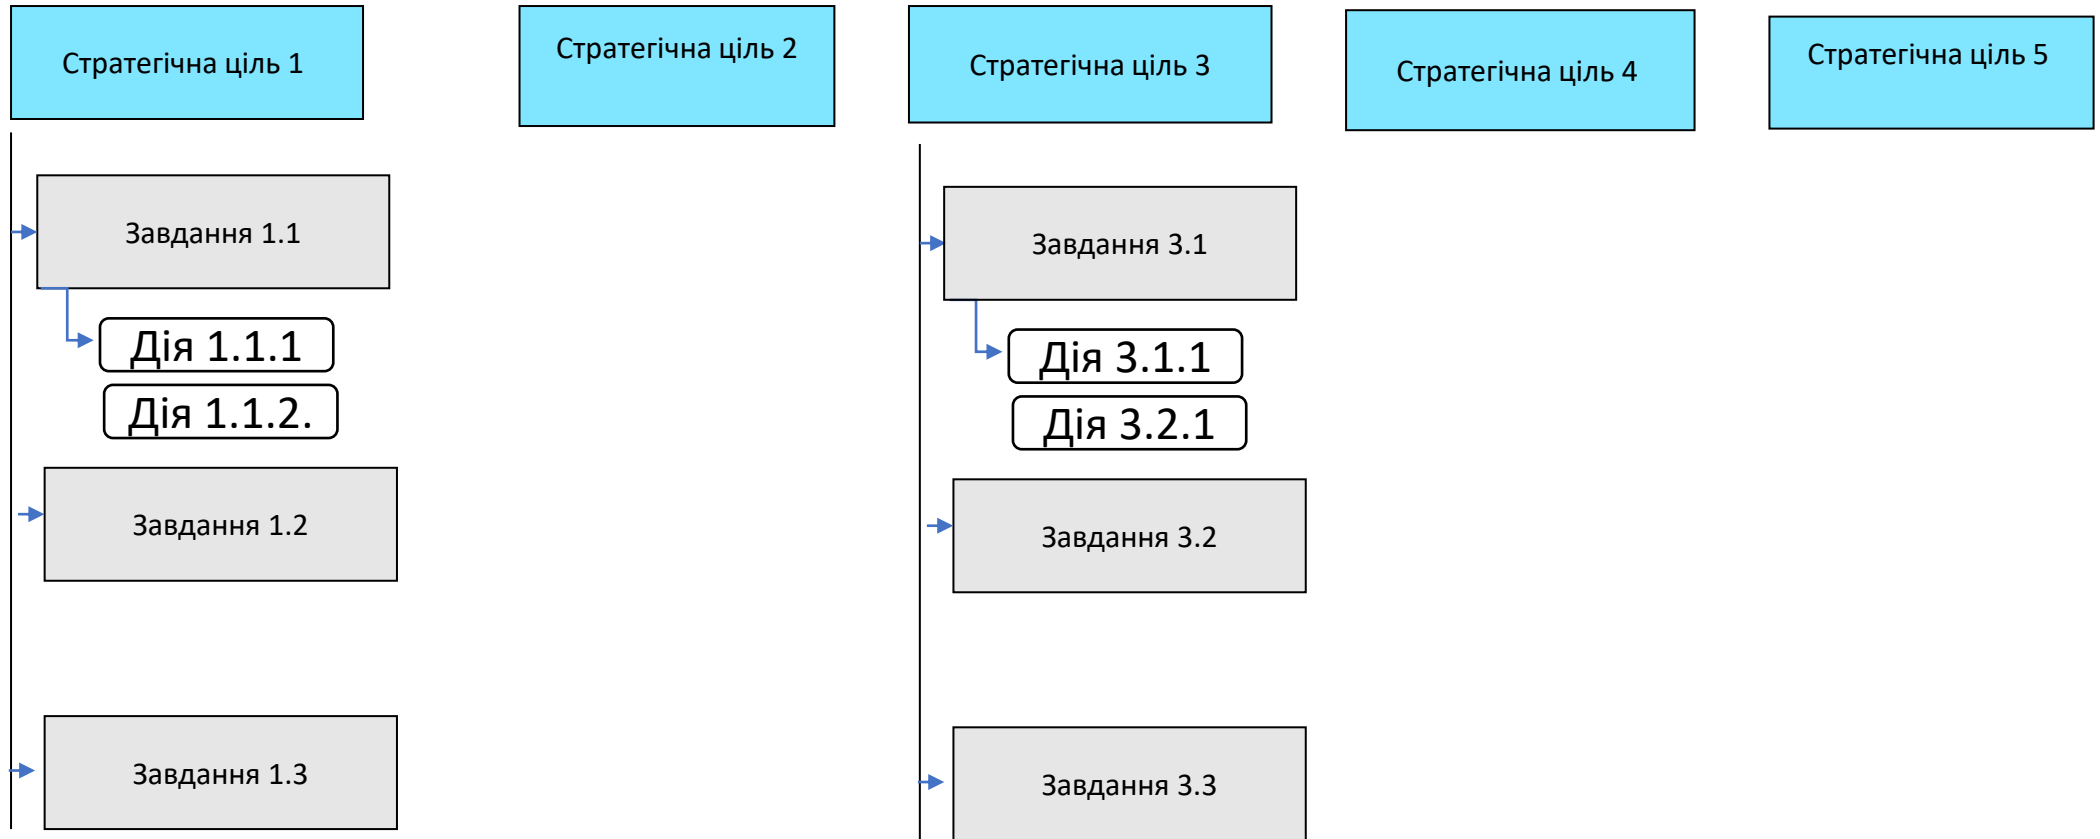 Стратегічна ціль 1
Стратегічна ціль 2
Стратегічна ціль 3
Стратегічна ціль 4
Стратегічна ціль 5
Завдання 1.1
Дія 1.1.1
Дія 1.1.2.
Завдання 1.2
Завдання 1.3
Завдання 3.1
Дія 3.1.1
Дія 3.2.1
Завдання 3.2
Завдання 3.3